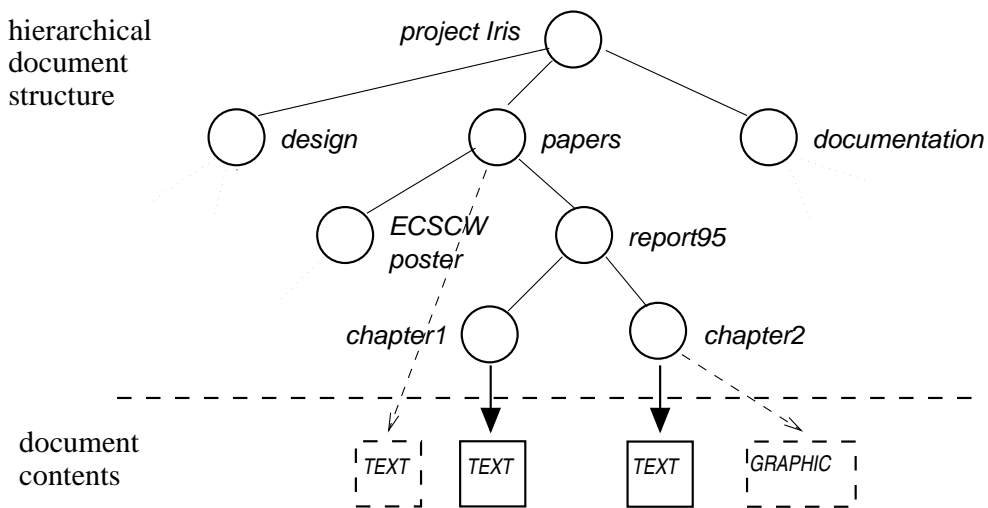 hierarchical
document
structure
project Iris
design
papers
documentation
ECSCW
poster
report95
chapter1
chapter2
document
contents
TEXT
TEXT
TEXT
GRAPHIC